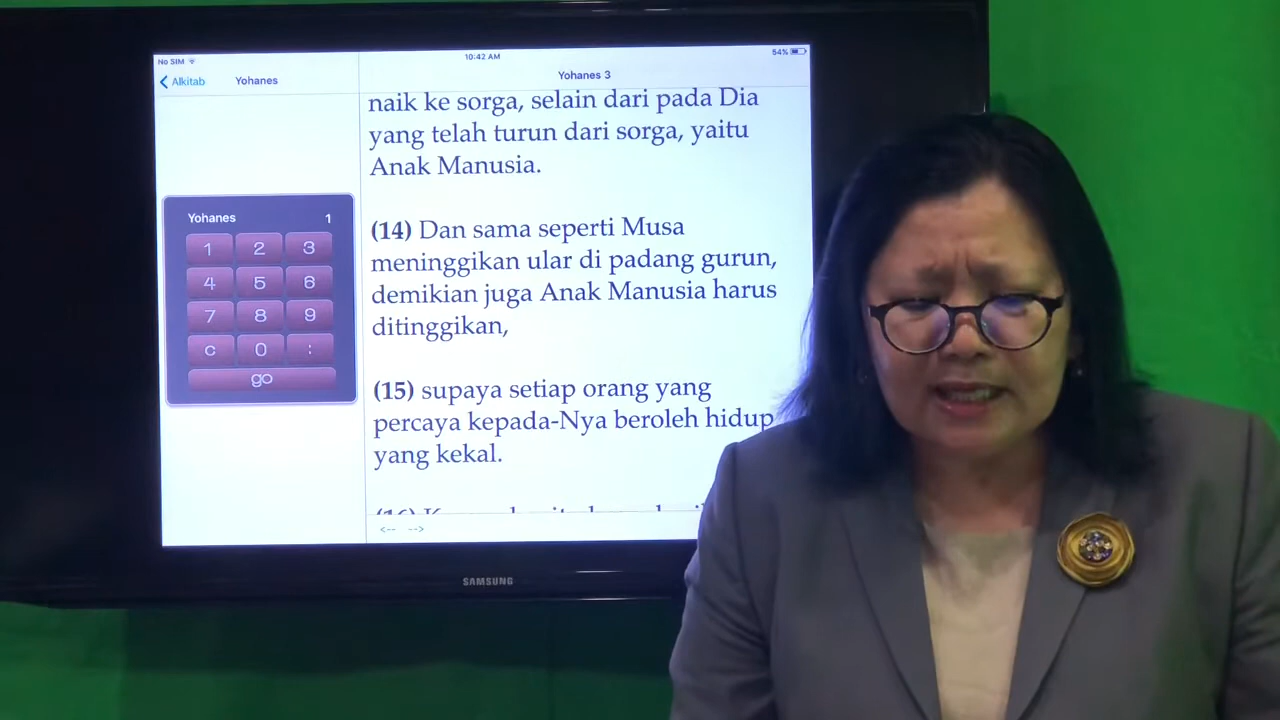 No SIM
10:42 AM
54%
Alkitab
Yohanes
Yohanes 3
naik ke sorga, selain dari pada Dia
yang telah turun dari sorga, yaitu
Anak Manusia.
(14) Dan sama seperti Musa
meninggikan ular di padang gurun,
demikian juga Anak Manusia harus
ditinggikan,
(15) supaya setiap orang yang
percaya kepada-Nya beroleh hidup
yang kekal.
<-- -->
Yohanes 1
1 2 3
4 5 6
7 8 9
c 0 :
go
SAMSUNG